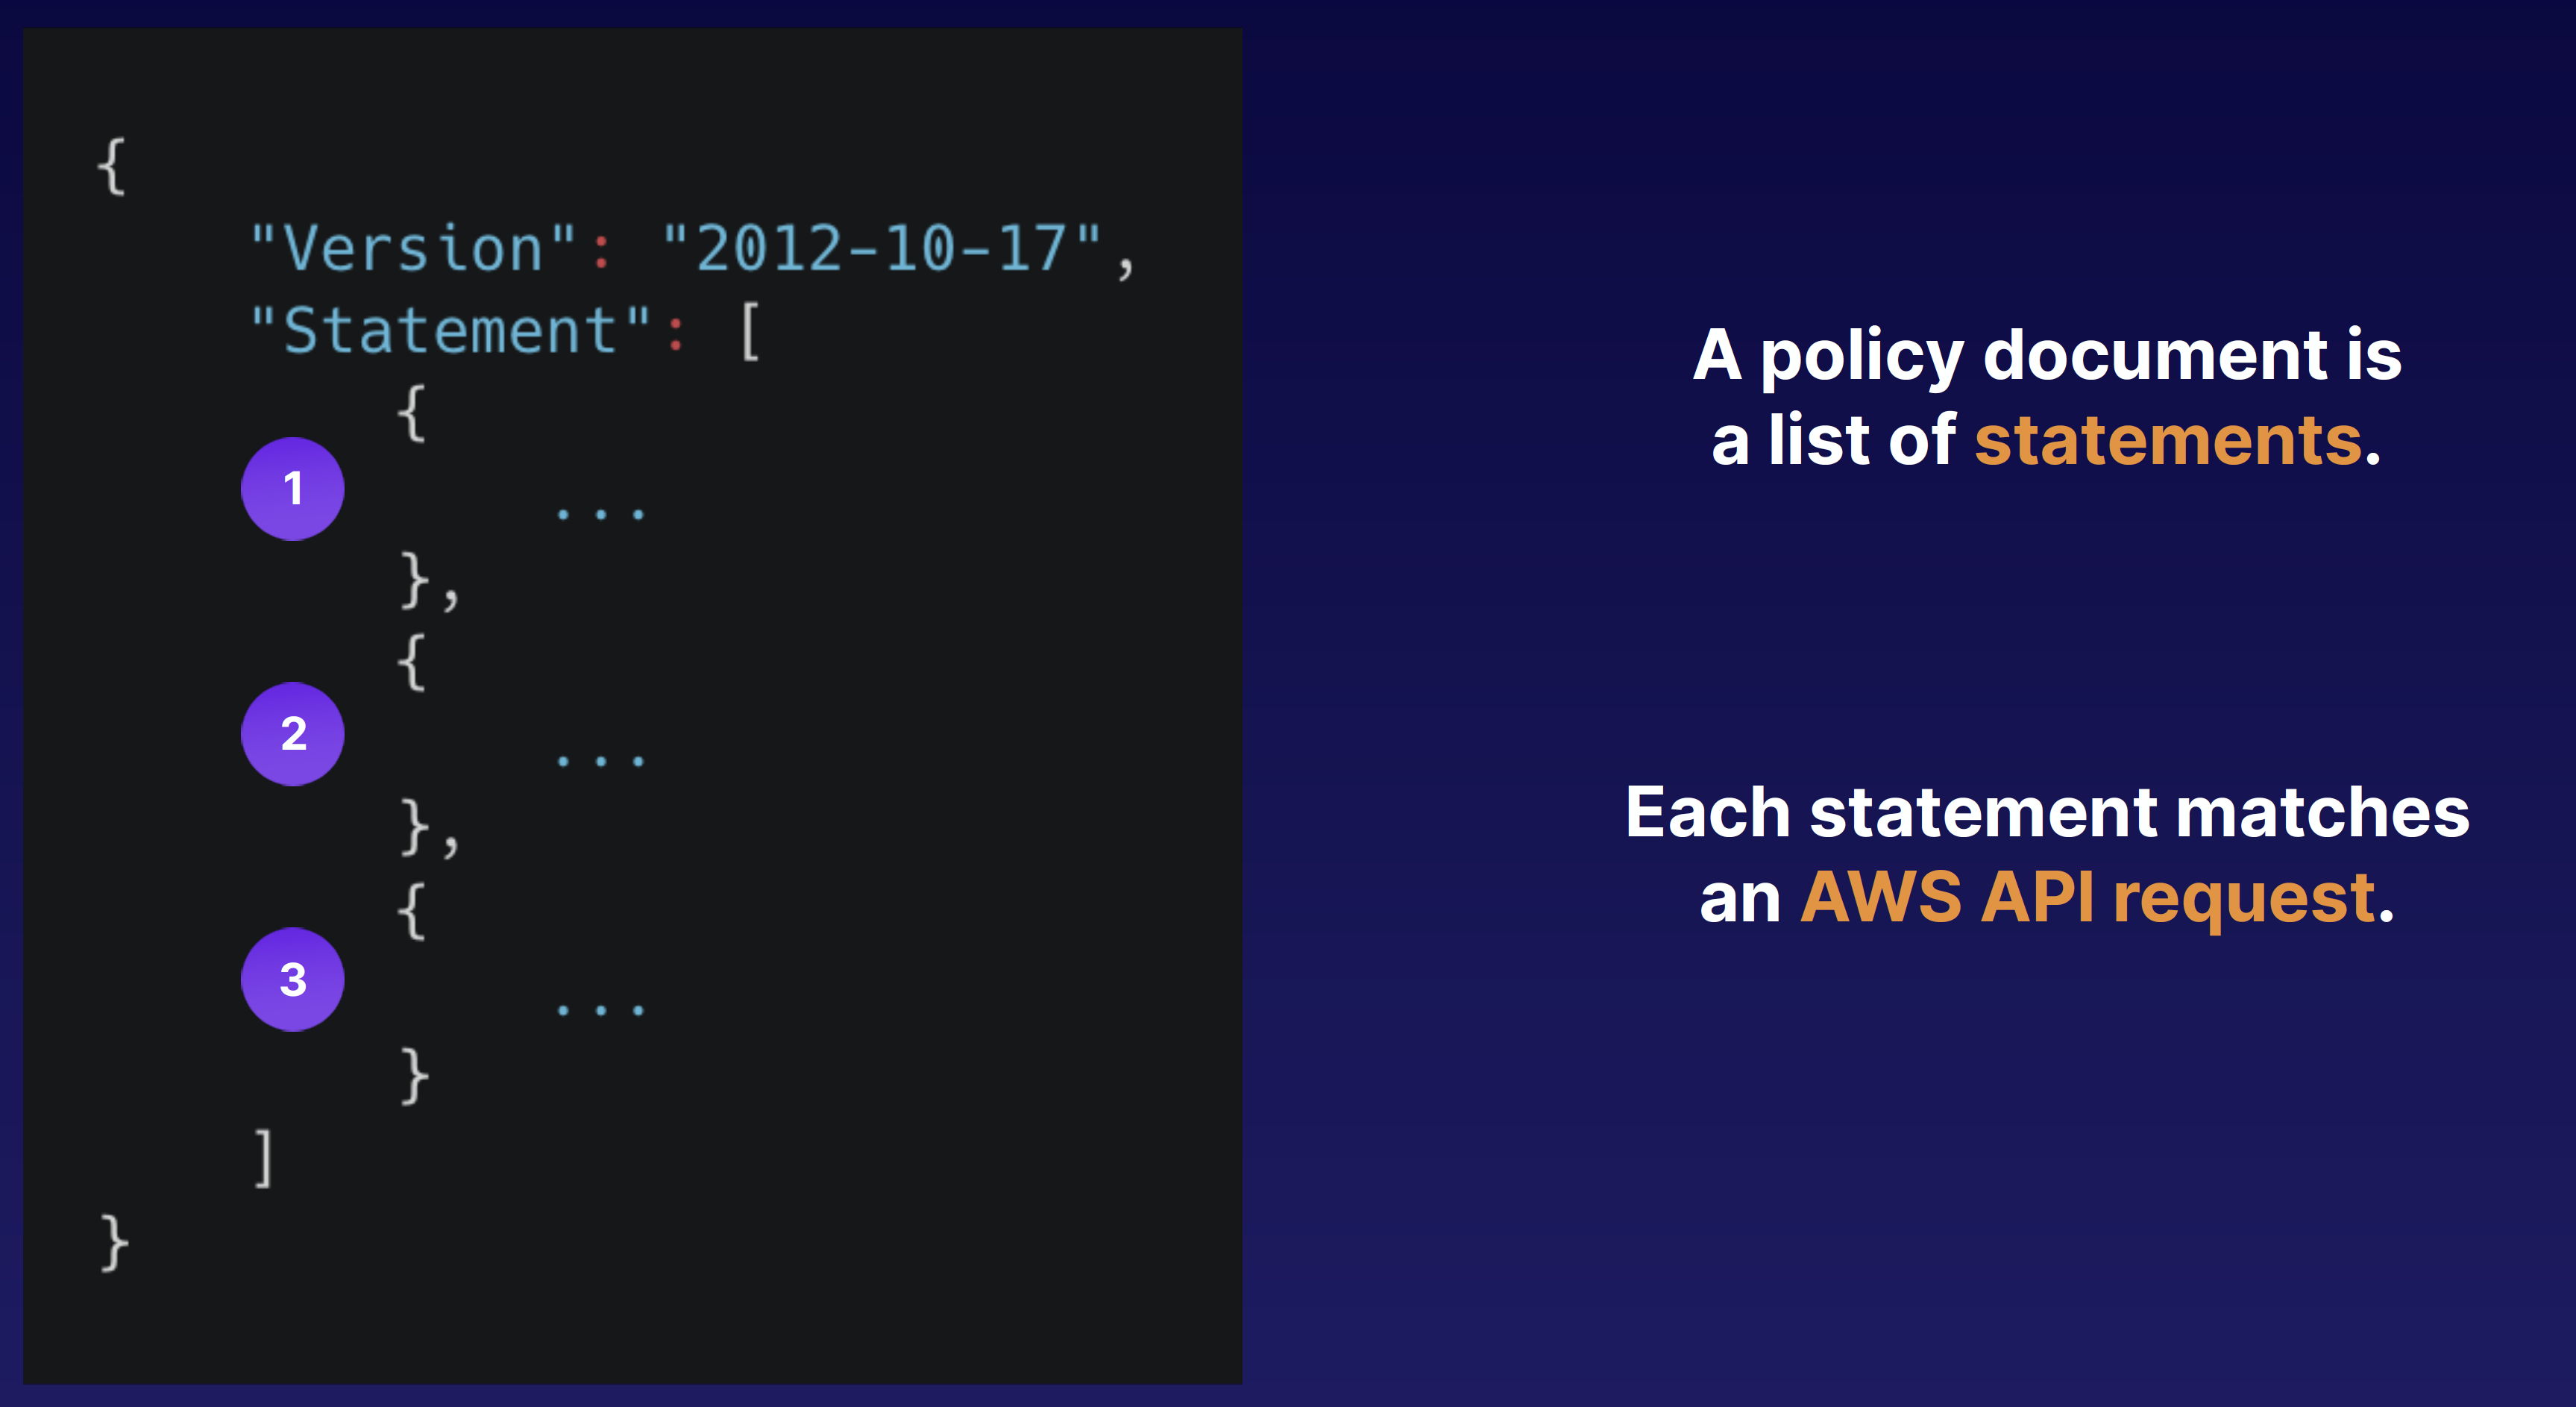 {
"Version": "2012-10-17",
"Statement": [
{
1
...
},
{
2
...
},
{
3
...
}
]
}
A policy document is
a list of statements.
Each statement matches
an AWS API request.